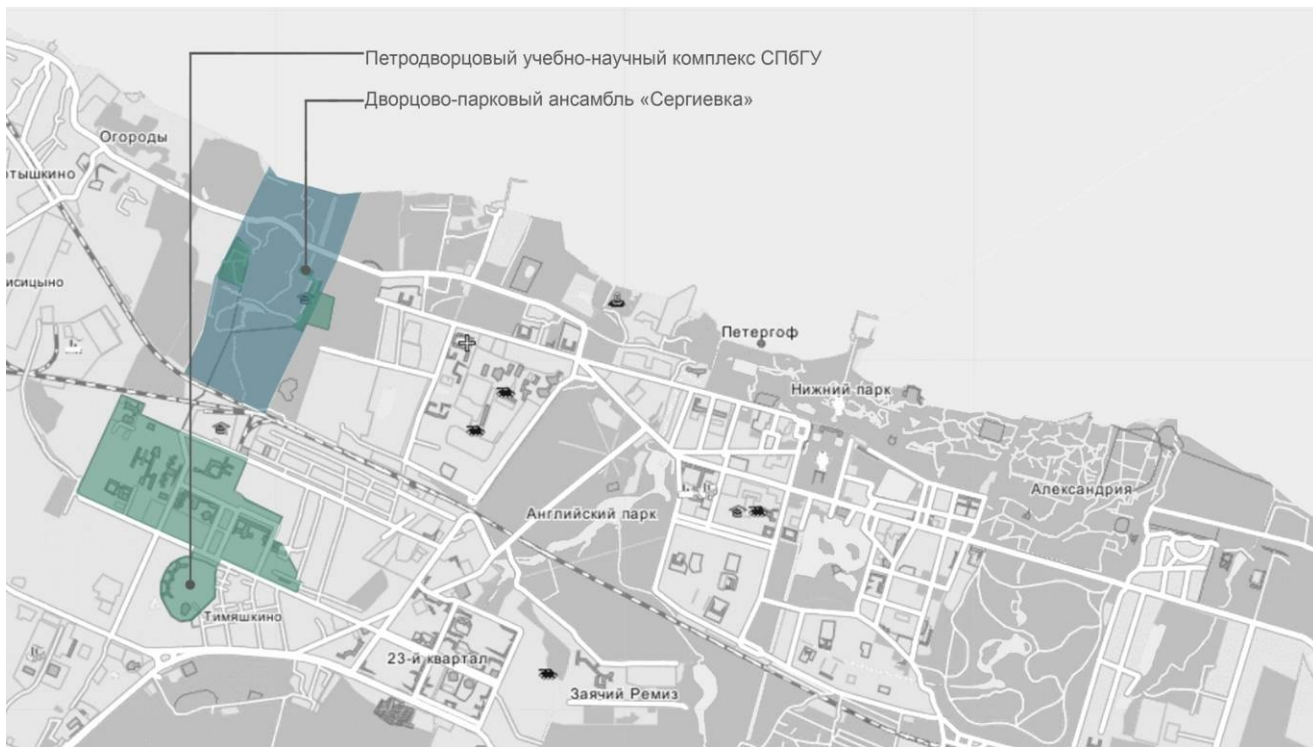 Петродворцовый учебно-научный комплекс СПбГУ
Дворцово-парковый ансамбль «Сергиевка»
Огороды
тышкино
исицыно
Петергоф
Нижний парк
Александрия
Английский парк
Тимяшкино
23-й квартал
Заячий Ремиз